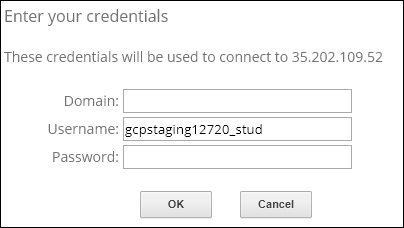 Enter your credentials
These credentials will be used to connect to 35.202.109.52
Domain:
Username: gcpstaging12720_stud
Password:
OK Cancel